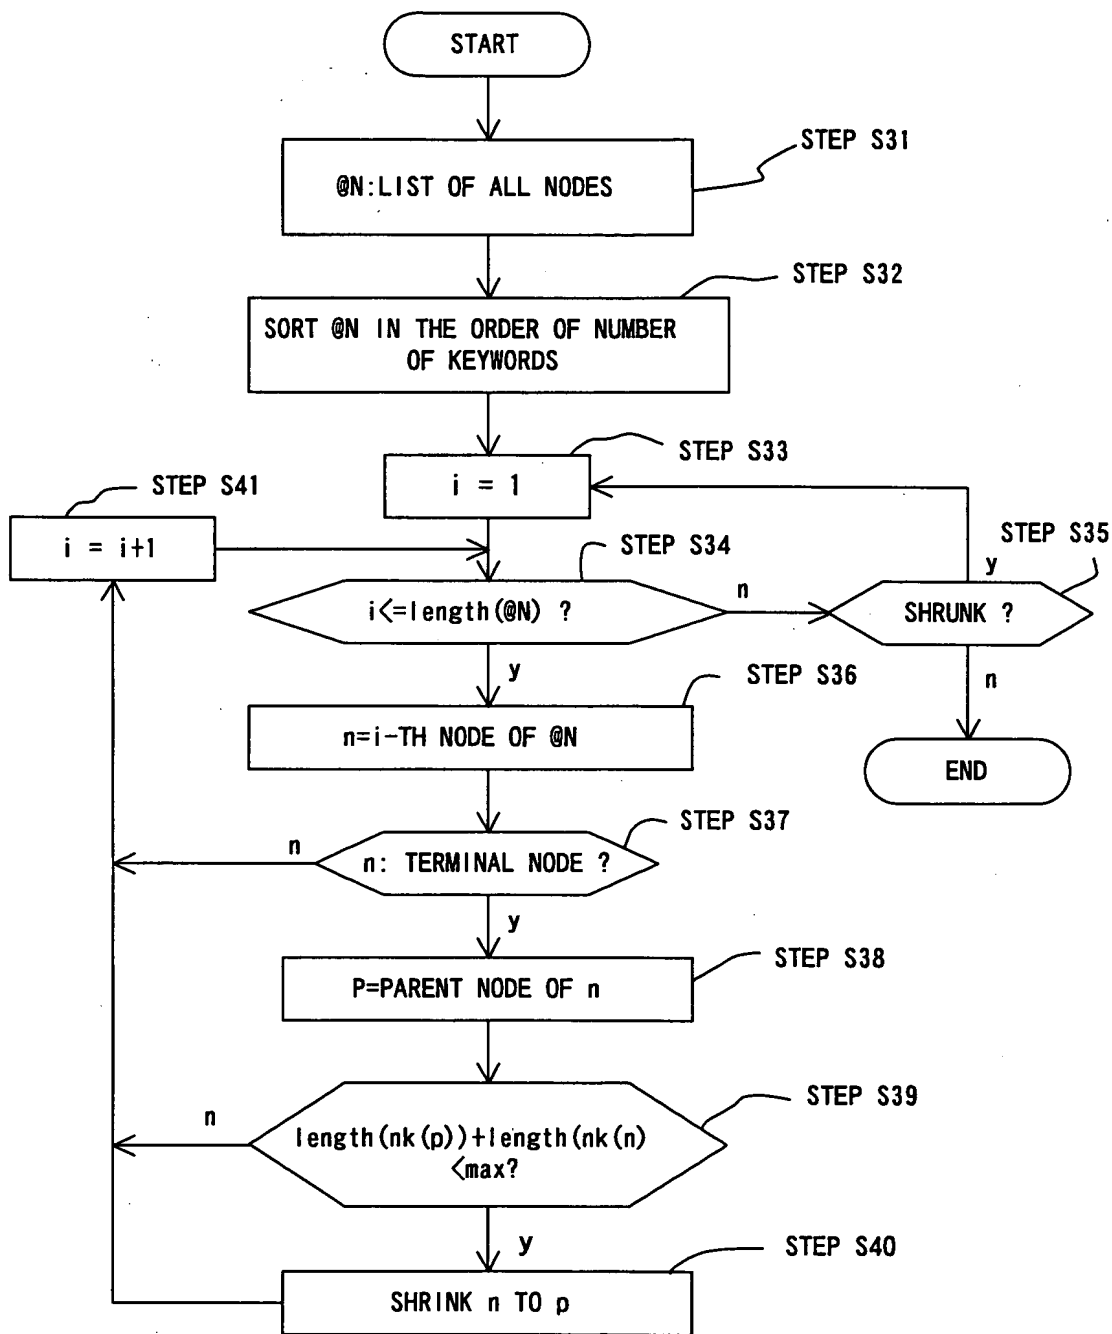 START
STEP S31
@N:LIST OF ALL NODES
STEP S32
SORT @N IN THE ORDER OF NUMBER
OF KEYWORDS
STEP S33
i = 1
STEP S41
i = i+1
STEP S34
i<=length(@N) ?
n
STEP S35
y
SHRUNK ?
y
n
STEP S36
n=i-TH NODE OF @N
END
STEP S37
n: TERMINAL NODE ?
n
y
STEP S38
P=PARENT NODE OF n
STEP S39
n
length(nk(p))+length(nk(n)
<max?
y
STEP S40
SHRINK n TO p